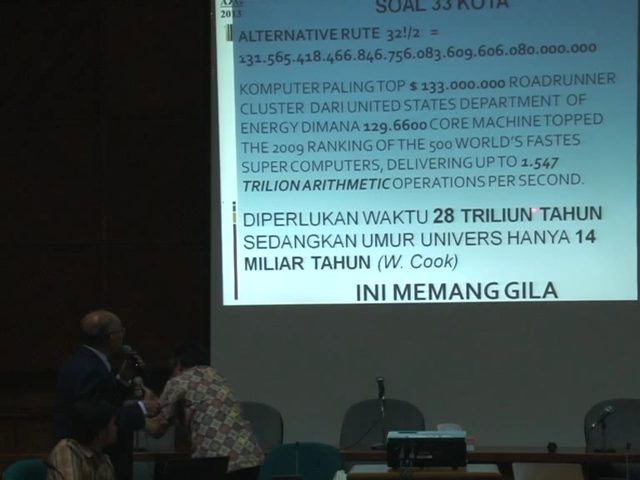 SOAL 33 KOTA
2013
ALTERNATIVE RUTE 32!/2 =
131.565.418.466.846.756.083.609.606.080.000.000
KOMPUTER PALING TOP $ 133.000.000 ROADRUNNER
CLUSTER DARI UNITED STATES DEPARTMENT OF
ENERGY DIMANA 129.6600 CORE MACHINE TOPPED
THE 2009 RANKING OF THE 500 WORLD'S FASTES
SUPER COMPUTERS, DELIVERING UP TO 1.547
TRILION ARITHMETIC OPERATIONS PER SECOND.
DIPERLUKAN WAKTU 28 TRILIUN TAHUN
SEDANGKAN UMUR UNIVERS HANYA 14
MILIAR TAHUN (W. Cook)
INI MEMANG GILA